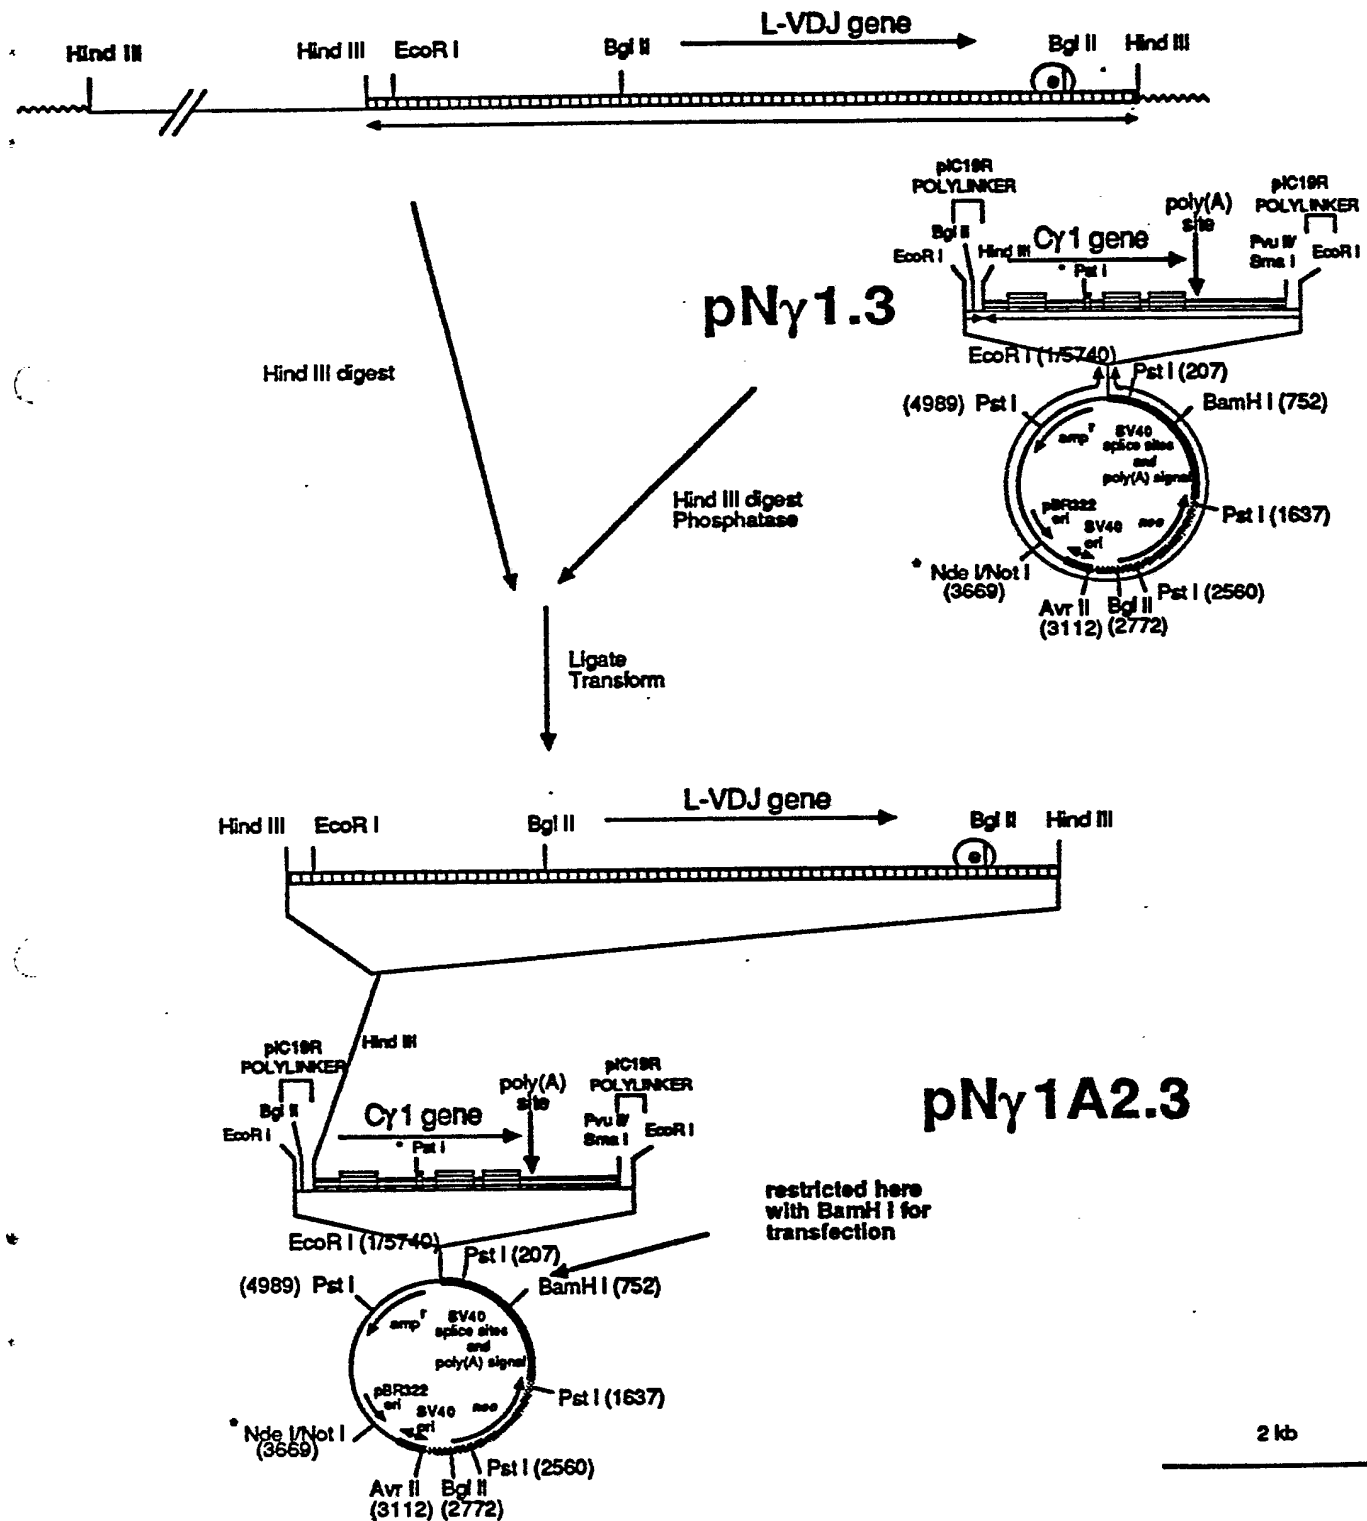 L-VDJ gene
Hind III
Hind III
EcoR I
Bgl II
Bgl II
Hind III
pIC19R
POLYLINKER
pIC19R
POLYLINKER
poly(A)
site
Bgl II
EcoR I
Hind III
Cγ1 gene
* Pst I
Pvu II/
Sma I
EcoR I
pNγ1.3
EcoR I (1/5740)
Pst I (207)
(4989) Pst I
BamH I (752)
amp r
SV40
splice sites
and
poly(A) signal
pBR322
ori
SV40
ori
neo
Pst I (1637)
* Nde I/Not I
(3669)
Avr II
(3112)
Bgl II
(2772)
Pst I (2560)
Hind III digest
Hind III digest
Phosphatase
Ligate
Transform
L-VDJ gene
Hind III
EcoR I
Bgl II
Bgl II
Hind III
Hind III
pIC19R
POLYLINKER
poly(A)
site
pIC19R
POLYLINKER
Bgl II
EcoR I
Cγ1 gene
* Pst I
Pvu II/
Sma I
EcoR I
pNγ1A2.3
restricted here
with BamH I for
transfection
EcoR I (1/5740)
Pst I (207)
(4989) Pst I
BamH I (752)
amp r
SV40
splice sites
and
poly(A) signal
pBR322
ori
SV40
ori
neo
Pst I (1637)
* Nde I/Not I
(3669)
Avr II
(3112)
Bgl II
(2772)
Pst I (2560)
2 kb